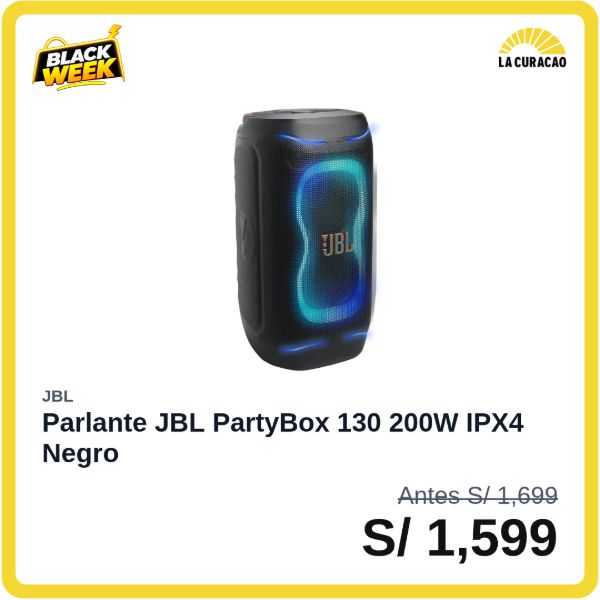 BLACK
WEEK
LA CURACAO
JBL
JBL
Parlante JBL PartyBox 130 200W IPX4
Negro
Antes S/ 1,699
S/ 1,599